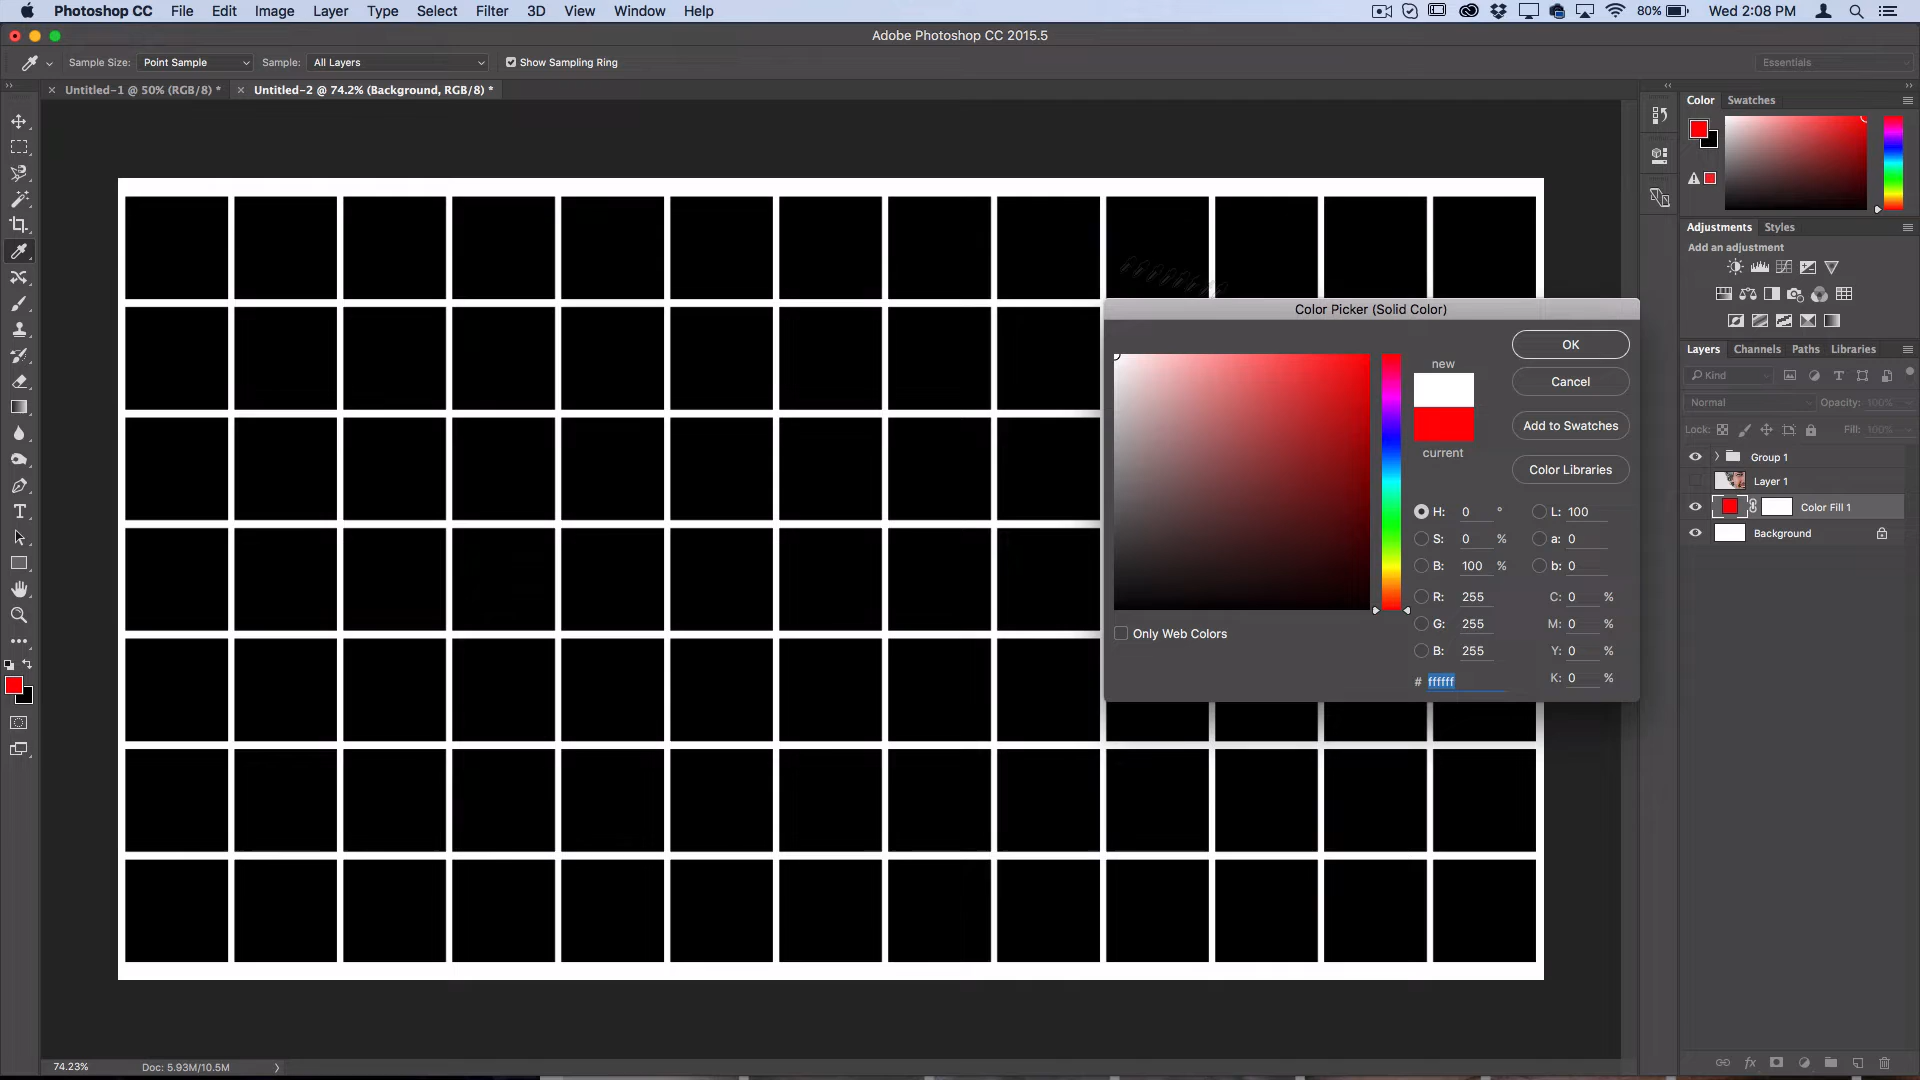 Photoshop CC File Edit Image Layer Type Select Filter 3D View Window Help 80% Wed 2:08 PM
Adobe Photoshop CC 2015.5
Sample Size: Point Sample Sample: All Layers Show Sampling Ring Essentials
Untitled-1 @ 50% (RGB/8) * Untitled-2 @ 74.2% (Background, RGB/8) *
Color Swatches
Adjustments Styles
Add an adjustment
Color Picker (Solid Color)
new
current
OK
Cancel
Add to Swatches
Color Libraries
H: 0 ° L: 100
S: 0 % a: 0
B: 100 % b: 0
R: 255 C: 0 %
G: 255 M: 0 %
B: 255 Y: 0 %
# ffffff K: 0 %
Only Web Colors
Layers Channels Paths Libraries
Kind
Normal Opacity: 100%
Lock: Fill: 100%
Group 1
Layer 1
Color Fill 1
Background
74.23% Doc: 5.93M/10.5M